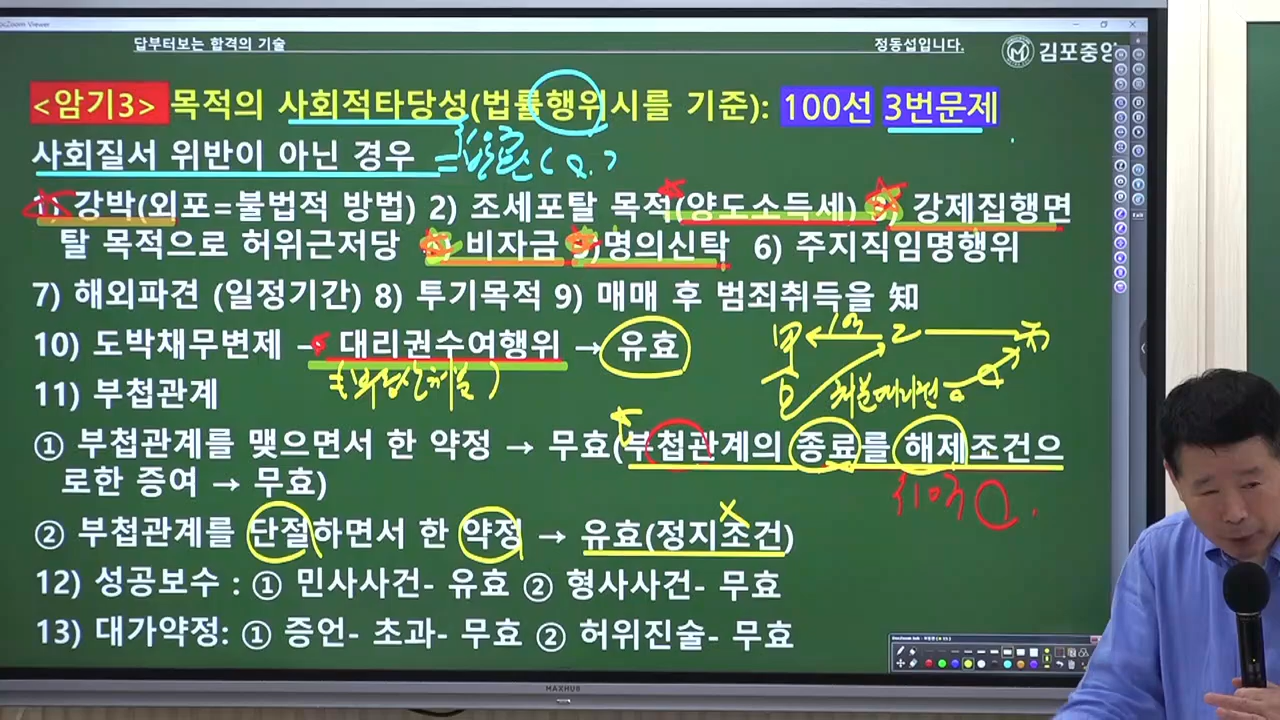 답부터보는 합격의 기술 정동섭입니다. 김포중앙
<암기3> 목적의 사회적타당성(법률행위시를 기준): 100선 3번문제
사회질서 위반이 아닌 경우
1) 강박(외포=불법적 방법) 2) 조세포탈 목적(양도소득세) 3) 강제집행면
탈 목적으로 허위근저당 4) 비자금 5)명의신탁 6) 주지직임명행위
7) 해외파견 (일정기간) 8) 투기목적 9) 매매 후 범죄취득을 知
10) 도박채무변제 → 대리권수여행위 → 유효
11) 부첩관계
① 부첩관계를 맺으면서 한 약정 → 무효(부첩관계의 종료를 해제조건으
로한 증여 → 무효)
② 부첩관계를 단절하면서 한 약정 → 유효(정지조건)
12) 성공보수 : ① 민사사건- 유효 ② 형사사건- 무효
13) 대가약정: ① 증언- 초과- 무효 ② 허위진술- 무효
MAXHUB